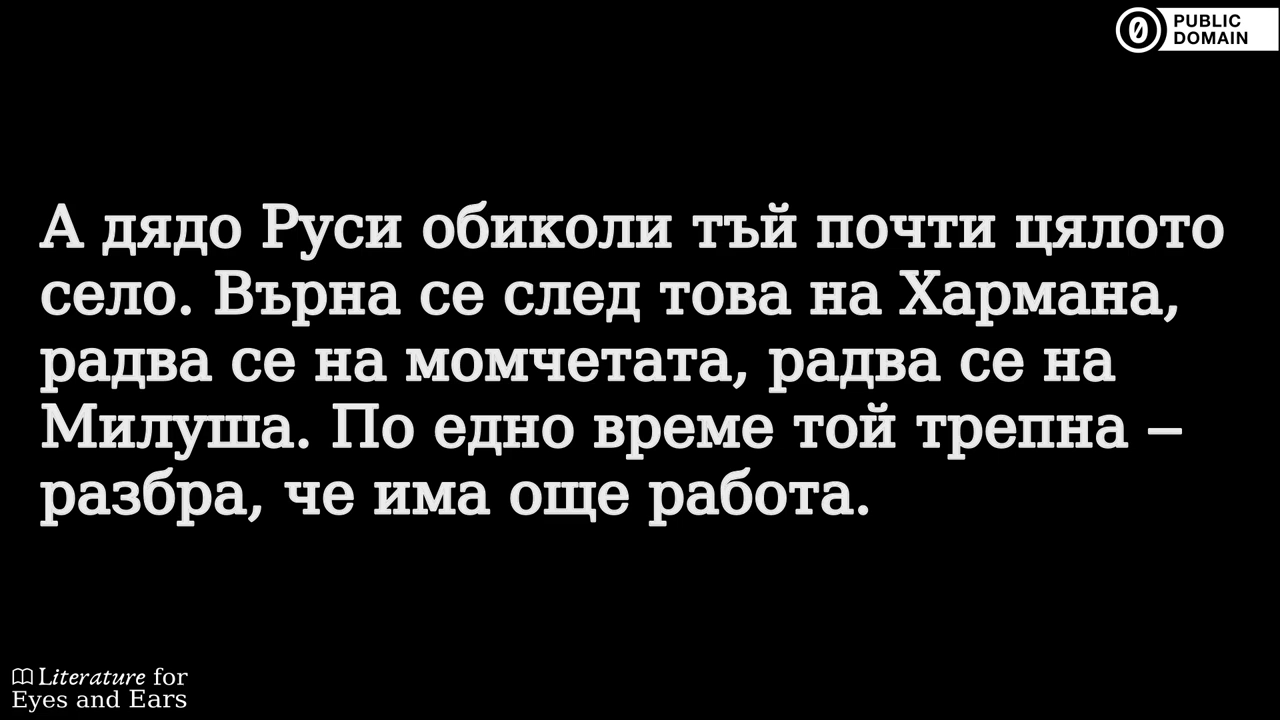 PUBLIC
DOMAIN
А дядо Руси обиколи тъй почти цялото
село. Върна се след това на Хармана,
радва се на момчетата, радва се на
Милуша. По едно време той трепна –
разбра, че има още работа.
Literature for
Eyes and Ears